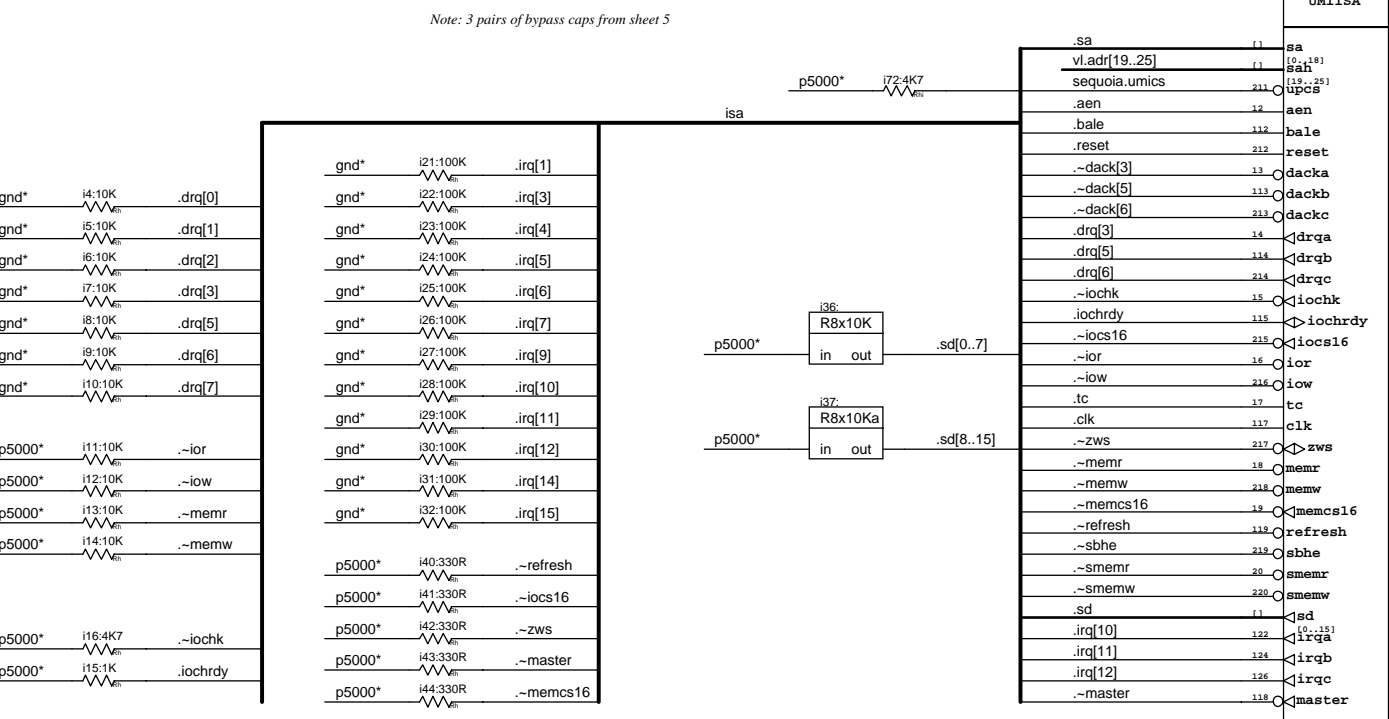 UMIISA
Note: 3 pairs of bypass caps from sheet 5
.sa [] sa
[0..18]
vl.adr[19..25] [] sah
[19..25]
p5000* i72:4K7 sequoia.umics 211 upcs
isa
.aen 12 aen
.bale 112 bale
.reset 212 reset
.~dack[3] 13 dacka
.~dack[5] 113 dackb
.~dack[6] 213 dackc
.drq[3] 14 drqa
.drq[5] 114 drqb
.drq[6] 214 drqc
.~iochk 15 iochk
.iochrdy 115 iochrdy
.~iocs16 215 iocs16
.~ior 16 ior
.~iow 216 iow
.tc 17 tc
.clk 117 clk
.~zws 217 zws
.~memr 18 memr
.~memw 218 memw
.~memcs16 19 memcs16
.~refresh 119 refresh
.~sbhe 219 sbhe
.~smemr 20 smemr
.~smemw 220 smemw
.sd [] sd
[0..15]
.irq[10] 122 irqa
.irq[11] 124 irqb
.irq[12] 126 irqc
.~master 118 master
gnd* i4:10K .drq[0]
gnd* i5:10K .drq[1]
gnd* i6:10K .drq[2]
gnd* i7:10K .drq[3]
gnd* i8:10K .drq[5]
gnd* i9:10K .drq[6]
gnd* i10:10K .drq[7]
p5000* i11:10K .~ior
p5000* i12:10K .~iow
p5000* i13:10K .~memr
p5000* i14:10K .~memw
p5000* i16:4K7 .~iochk
p5000* i15:1K .iochrdy
gnd* i21:100K .irq[1]
gnd* i22:100K .irq[3]
gnd* i23:100K .irq[4]
gnd* i24:100K .irq[5]
gnd* i25:100K .irq[6]
gnd* i26:100K .irq[7]
gnd* i27:100K .irq[9]
gnd* i28:100K .irq[10]
gnd* i29:100K .irq[11]
gnd* i30:100K .irq[12]
gnd* i31:100K .irq[14]
gnd* i32:100K .irq[15]
p5000* i40:330R .~refresh
p5000* i41:330R .~iocs16
p5000* i42:330R .~zws
p5000* i43:330R .~master
p5000* i44:330R .~memcs16
i36:
R8x10K
p5000* in out .sd[0..7]
i37:
R8x10Ka
p5000* in out .sd[8..15]